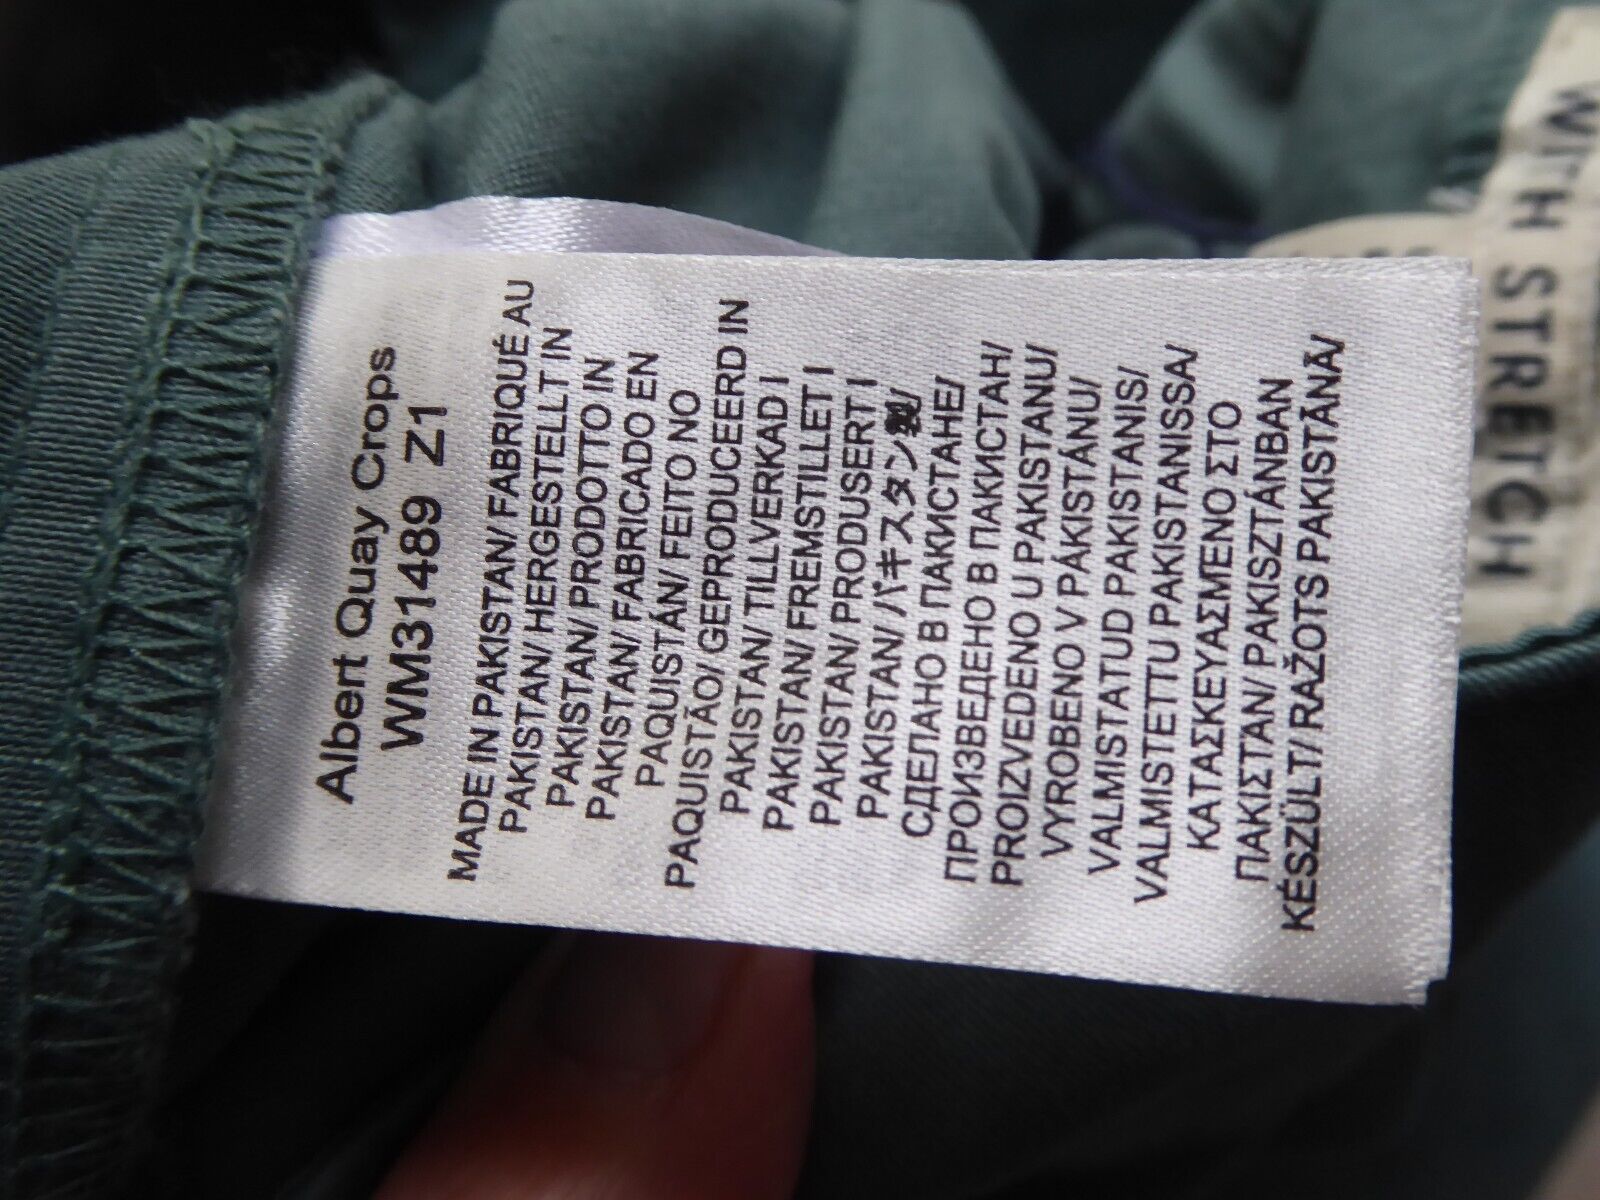 Albert Quay Crops
WM31489 Z1
MADE IN PAKISTAN/ FABRIQUÉ AU
PAKISTAN/ HERGESTELLT IN
PAKISTAN/ PRODOTTO IN
PAKISTAN/ FABRICADO EN
PAQUISTÁN/ FEITO NO
PAQUISTÃO/ GEPRODUCEERD IN
PAKISTAN/ TILLVERKAD I
PAKISTAN/ FREMSTILLET I
PAKISTAN/ PRODUSERT I
PAKISTAN/ パキスタン製/
СДЕЛАНО В ПАКИСТАНЕ/
ПРОИЗВЕДЕНО В ПАКИСТАН/
PROIZVEDENO U PAKISTANU/
VYROBENO V PÁKISTÁNU/
VALMISTATUD PAKISTANIS/
VALMISTETTU PAKISTANISSA/
ΚΑΤΑΣΚΕΥΑΣΜΕΝΟ ΣΤΟ
ΠΑΚΙΣΤΑΝ/ PAKISZTÁNBAN
KÉSZÜLT/ RAŽOTS PAKISTĀNĀ/
WITH STRETCH